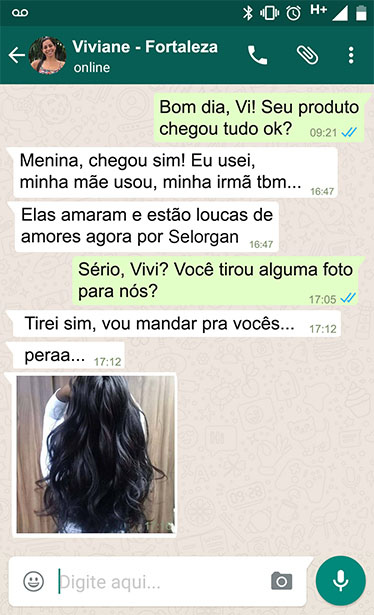 H+
Viviane - Fortaleza
online
Bom dia, Vi! Seu produto
chegou tudo ok? 09:21
Menina, chegou sim! Eu usei,
minha mãe usou, minha irmã tbm... 16:47
Elas amaram e estão loucas de
amores agora por Selorgan 16:47
Sério, Vivi? Você tirou alguma foto
para nós? 17:05
Tirei sim, vou mandar pra vocês... 17:12
peraa... 17:12
Digite aqui...